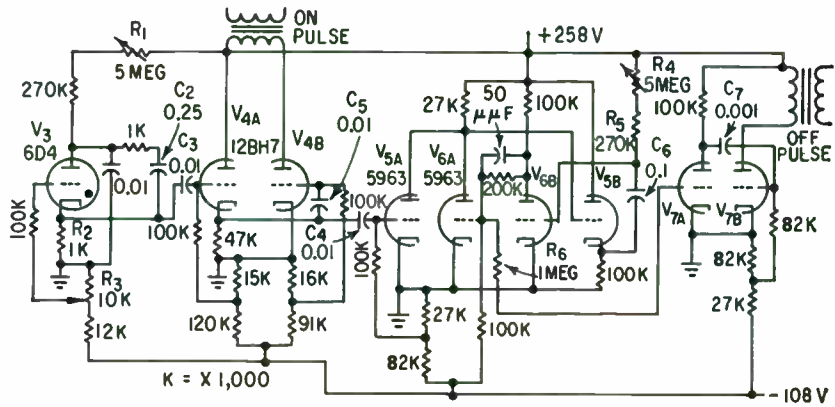 R1
5 MEG
ON
PULSE
+258V
270K
C2
0.25
1K
C3
0.01
0.01
V3
6D4
V4A
12BH7
V4B
C5
0.01
27K
50
μμF
100K
R4
5MEG
R5
270K
C6
0.1
100K
C7
0.001
OFF
PULSE
V5A
5963
V6A
5963
200K
V6B
V5B
V7A
V7B
100K
R2
1K
100K
47K
C4
0.01
100K
100K
R6
1MEG
100K
82K
82K
R3
10K
12K
15K
16K
120K
91K
27K
82K
100K
27K
K = X 1,000
-108V